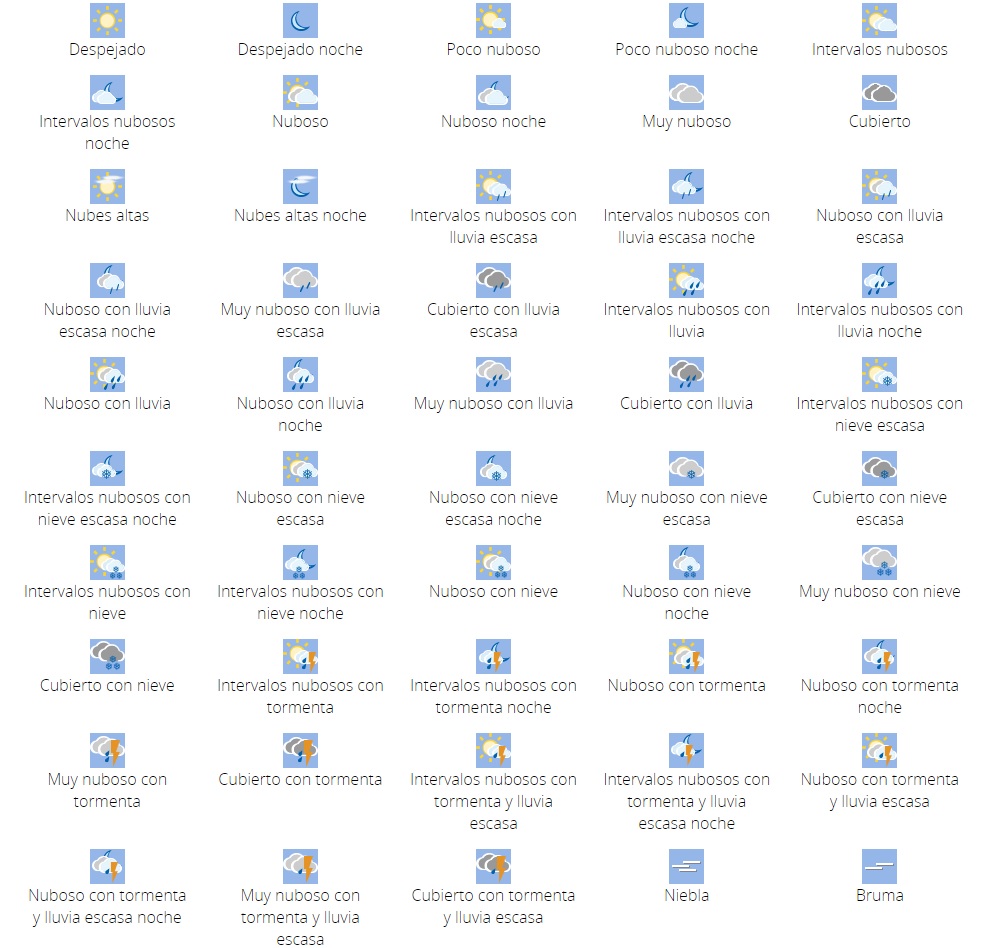 Despejado
Despejado noche
Poco nuboso
Poco nuboso noche
Intervalos nubosos
Intervalos nubosos
noche
Nuboso
Nuboso noche
Muy nuboso
Cubierto
Nubes altas
Nubes altas noche
Intervalos nubosos con
lluvia escasa
Intervalos nubosos con
lluvia escasa noche
Nuboso con lluvia
escasa
Nuboso con lluvia
escasa noche
Muy nuboso con lluvia
escasa
Cubierto con lluvia
escasa
Intervalos nubosos con
lluvia
Intervalos nubosos con
lluvia noche
Nuboso con lluvia
Nuboso con lluvia
noche
Muy nuboso con lluvia
Cubierto con lluvia
Intervalos nubosos con
nieve escasa
Intervalos nubosos con
nieve escasa noche
Nuboso con nieve
escasa
Nuboso con nieve
escasa noche
Muy nuboso con nieve
escasa
Cubierto con nieve
escasa
Intervalos nubosos con
nieve
Intervalos nubosos con
nieve noche
Nuboso con nieve
Nuboso con nieve
noche
Muy nuboso con nieve
Cubierto con nieve
Intervalos nubosos con
tormenta
Intervalos nubosos con
tormenta noche
Nuboso con tormenta
Nuboso con tormenta
noche
Muy nuboso con
tormenta
Cubierto con tormenta
Intervalos nubosos con
tormenta y lluvia
escasa
Intervalos nubosos con
tormenta y lluvia
escasa noche
Nuboso con tormenta
y lluvia escasa
Nuboso con tormenta
y lluvia escasa noche
Muy nuboso con
tormenta y lluvia
escasa
Cubierto con tormenta
y lluvia escasa
Niebla
Bruma